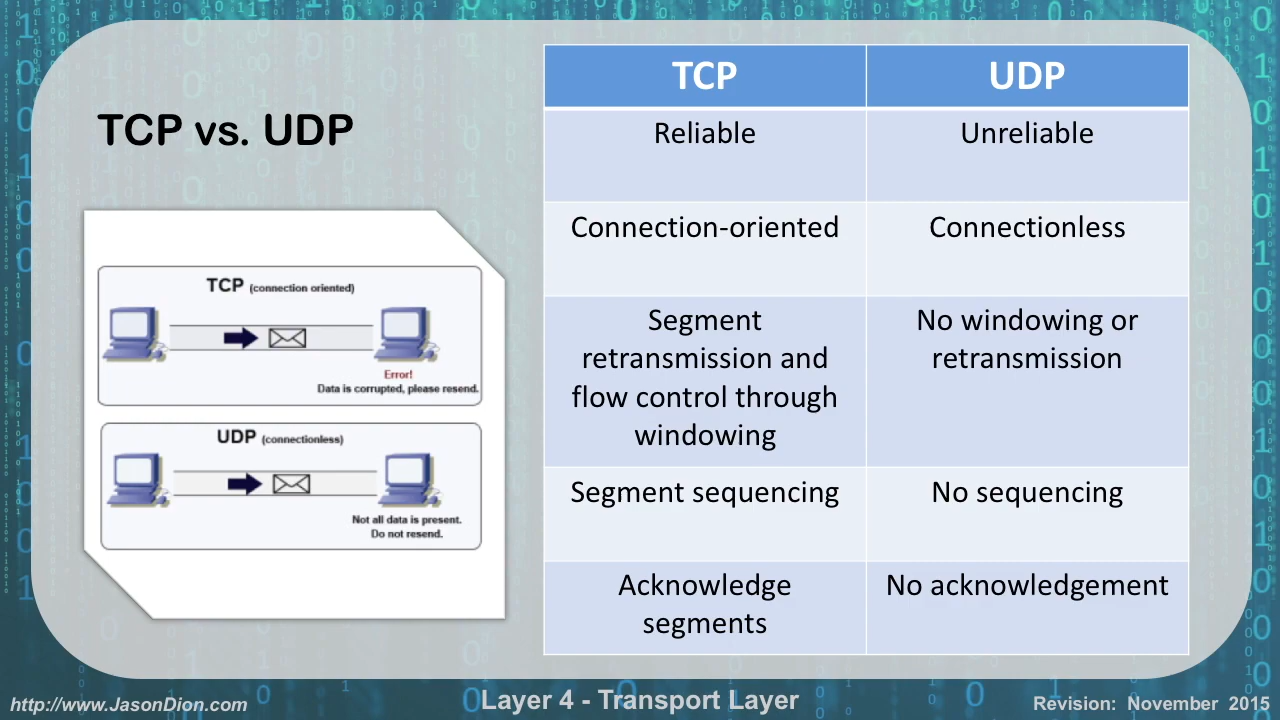 TCP vs. UDP
TCP (connection oriented)
Error!
Data is corrupted, please resend.
UDP (connectionless)
Not all data is present.
Do not resend.
TCP
UDP
Reliable
Unreliable
Connection-oriented
Connectionless
Segment
retransmission and
flow control through
windowing
No windowing or
retransmission
Segment sequencing
No sequencing
Acknowledge
segments
No acknowledgement
http://www.JasonDion.com
Layer 4 - Transport Layer
Revision: November 2015